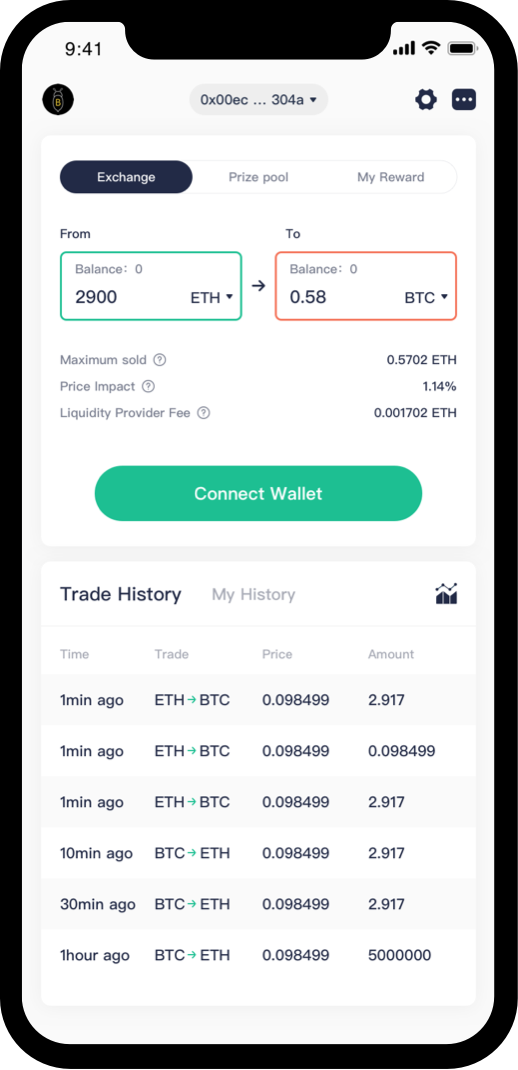 9:41
B
0x00ec ... 304a
Exchange Prize pool My Reward
From To
Balance: 0 Balance: 0
2900 ETH → 0.58 BTC
Maximum sold ? 0.5702 ETH
Price Impact ? 1.14%
Liquidity Provider Fee ? 0.001702 ETH
Connect Wallet
Trade History My History
Time Trade Price Amount
1min ago ETH→BTC 0.098499 2.917
1min ago ETH→BTC 0.098499 0.098499
1min ago ETH→BTC 0.098499 2.917
10min ago BTC→ETH 0.098499 2.917
30min ago BTC→ETH 0.098499 2.917
1hour ago BTC→ETH 0.098499 5000000